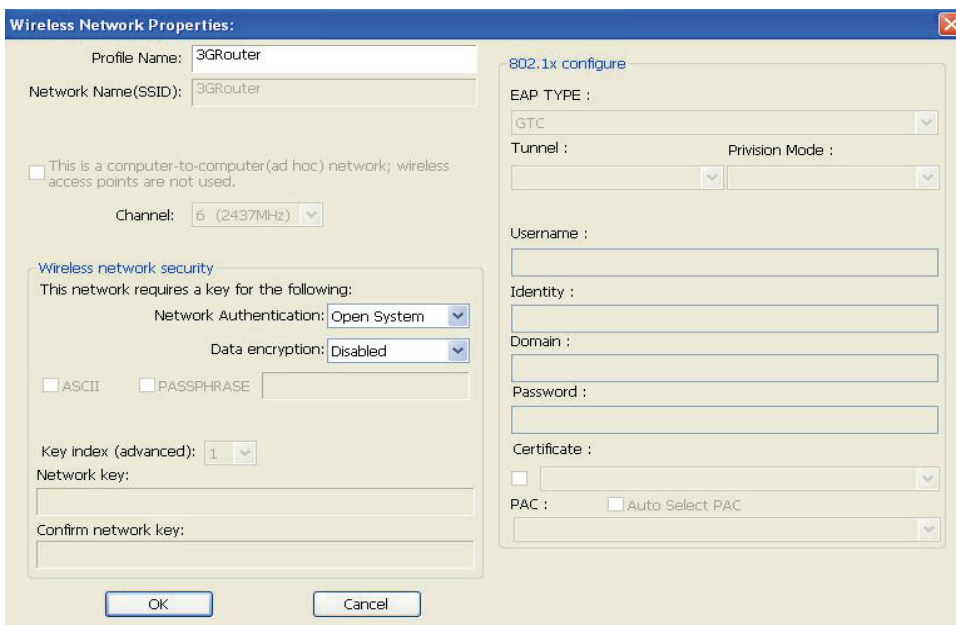 Wireless Network Properties:
Profile Name: 3GRouter
Network Name(SSID): 3GRouter
This is a computer-to-computer(ad hoc) network; wireless
access points are not used.
Channel: 6 (2437MHz)
Wireless network security
This network requires a key for the following:
Network Authentication: Open System
Data encryption: Disabled
ASCII PASSPHRASE
Key index (advanced): 1
Network key:
Confirm network key:
OK Cancel
802.1x configure
EAP TYPE :
GTC
Tunnel : Privision Mode :
Username :
Identity :
Domain :
Password :
Certificate :
PAC : Auto Select PAC